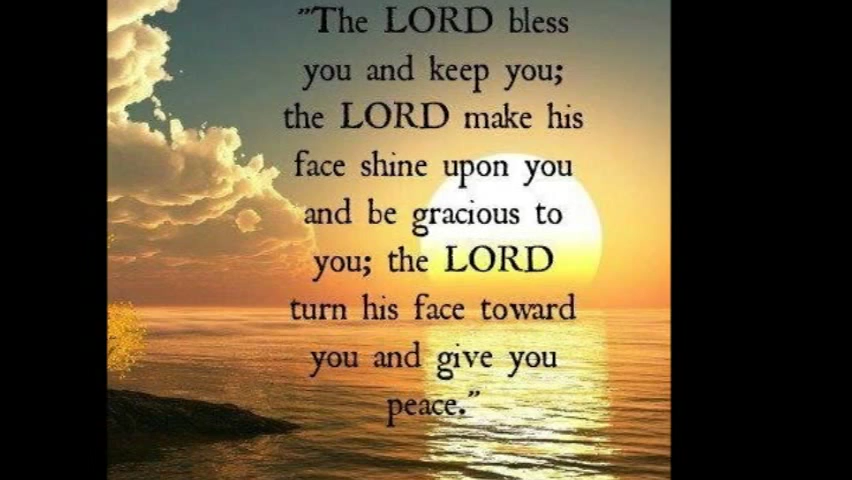 "The LORD bless
you and keep you;
the LORD make his
face shine upon you
and be gracious to
you; the LORD
turn his face toward
you and give you
peace."